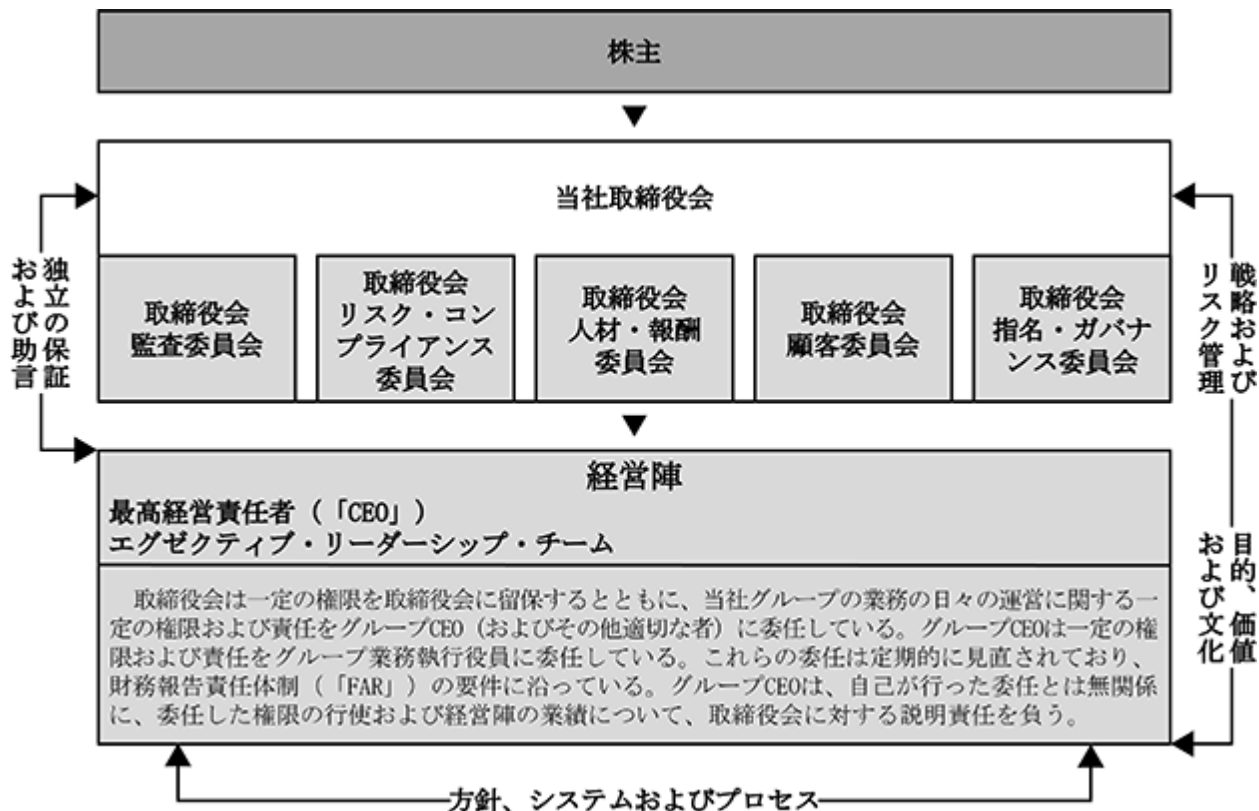 株主
当社取締役会
取締役会
監査委員会
取締役会
リスク・コン
プライアンス
委員会
取締役会
人材・報酬
委員会
取締役会
顧客委員会
取締役会
指名・ガバナ
ンス委員会
独立の保証
および助言
戦略および
リスク管理
経営陣
最高経営責任者（「CEO」）
エグゼクティブ・リーダーシップ・チーム
取締役会は一定の権限を取締役会に留保するとともに、当社グループの業務の日々の運営に関する一
定の権限および責任をグループCEO（およびその他適切な者）に委任している。グループCEOは一定の権
限および責任をグループ業務執行役員に委任している。これらの委任は定期的に見直されており、
財務報告責任体制（「FAR」）の要件に沿っている。グループCEOは、自己が行った委任とは無関係
に、委任した権限の行使および経営陣の業績について、取締役会に対する説明責任を負う。
目的、価値
および文化
方針、システムおよびプロセス